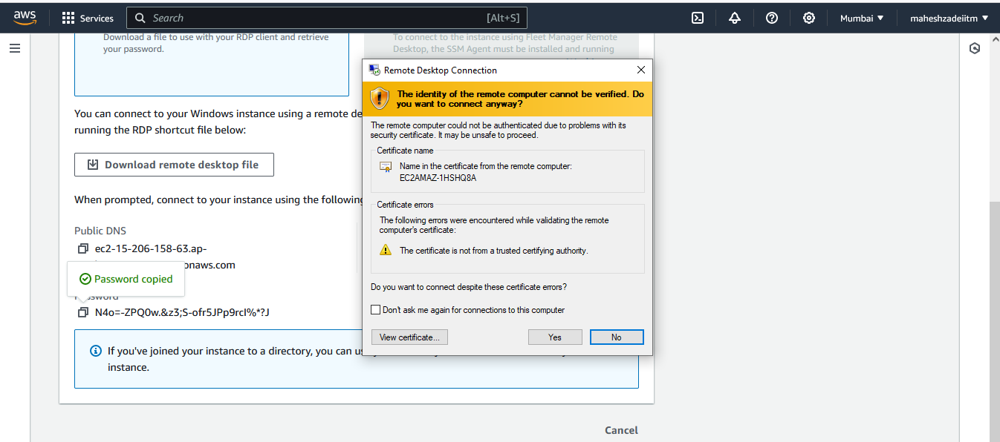 aws
Services
Search
[Alt+S]
Mumbai
maheshzadeiitm
Download a file to use with your RDP client and retrieve
your password.
To connect to the instance using Fleet Manager Remote
Desktop, the SSM Agent must be installed and running
You can connect to your Windows instance using a remote de
running the RDP shortcut file below:
Download remote desktop file
When prompted, connect to your instance using the following
Public DNS
ec2-15-206-158-63.ap-
onaws.com
Password copied
Password
N4o=-ZPQ0w.&z3;S-ofr5JPp9rcI%*?J
If you've joined your instance to a directory, you can us
instance.
Cancel
Remote Desktop Connection
The identity of the remote computer cannot be verified. Do
you want to connect anyway?
The remote computer could not be authenticated due to problems with its
security certificate. It may be unsafe to proceed.
Certificate name
Name in the certificate from the remote computer:
EC2AMAZ-1HSHQ8A
Certificate errors
The following errors were encountered while validating the remote
computer's certificate:
The certificate is not from a trusted certifying authority.
Do you want to connect despite these certificate errors?
Don't ask me again for connections to this computer
View certificate...
Yes
No